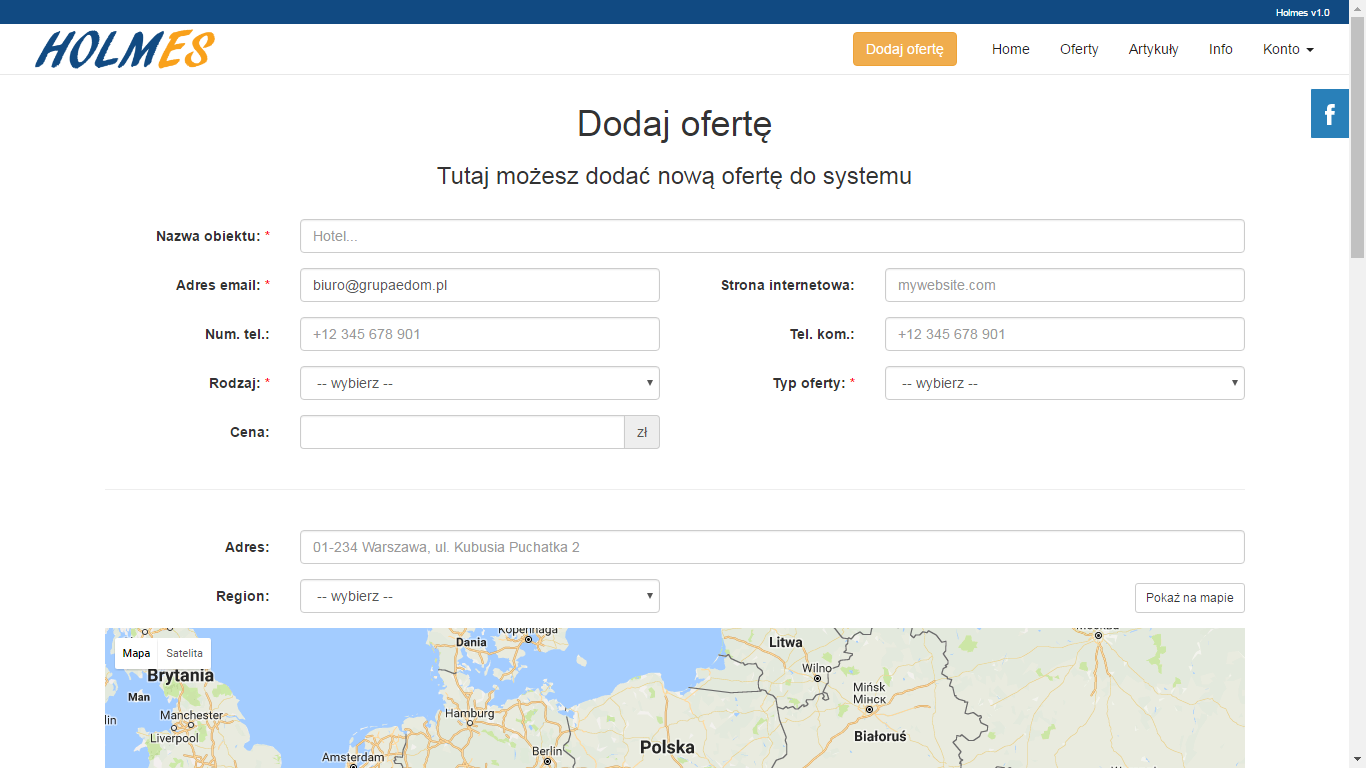 Holmes v1.0
HOLMES
Dodaj ofertę Home Oferty Artykuły Info Konto
f
Dodaj ofertę
Tutaj możesz dodać nową ofertę do systemu
Nazwa obiektu: * Hotel...
Adres email: * biuro@grupaedom.pl Strona internetowa: mywebsite.com
Num. tel.: +12 345 678 901 Tel. kom.: +12 345 678 901
Rodzaj: * -- wybierz -- Typ oferty: * -- wybierz --
Cena: zł
Adres: 01-234 Warszawa, ul. Kubusia Puchatka 2
Region: -- wybierz -- Pokaż na mapie
Mapa Satelita
Kopenhaga
Dania
Litwa
Wilno
Brytania
Man
Mińsk
Мінск
Manchester
Hamburg
Liverpool
Białoruś
Berlin
Polska
Amsterdam